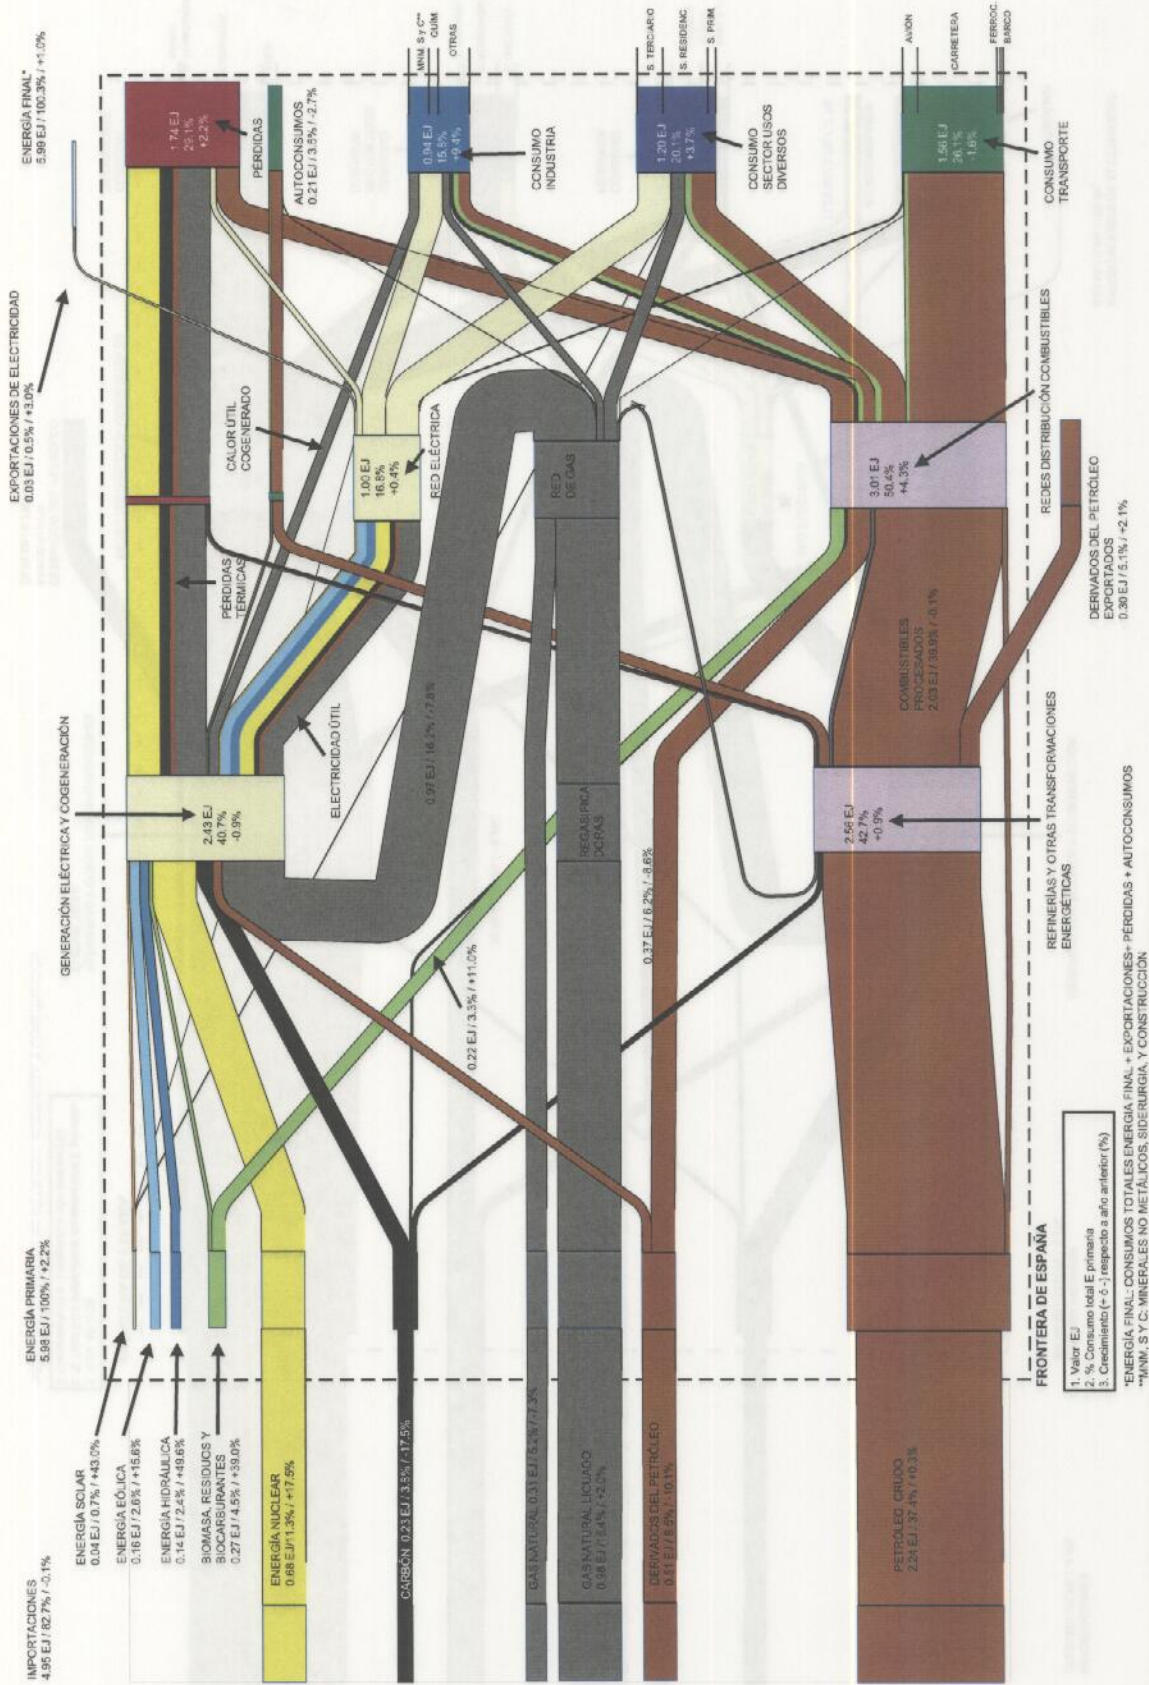 IMPORTACIONES
4.95 EJ / 82.7% / -0.1%
ENERGÍA PRIMARIA
5.98 EJ / 100% / +2.2%
EXPORTACIONES DE ELECTRICIDAD
0.03 EJ / 0.5% / +3.0%
ENERGÍA FINAL*
5.99 EJ / 100.3% / +1.0%
ENERGÍA SOLAR
0.04 EJ / 0.7% / +43.0%
ENERGÍA EÓLICA
0.16 EJ / 2.6% / +15.6%
ENERGÍA HIDRÁULICA
0.14 EJ / 2.4% / +49.6%
BIOMASA, RESIDUOS Y
BIOCARBURANTES
0.27 EJ / 4.5% / +39.0%
ENERGÍA NUCLEAR
0.68 EJ/11.3% / +17.5%
CARBÓN 0.23 EJ / 3.8% / -17.5%
GAS NATURAL 0.31 EJ / 5.2% / -7.3%
GAS NATURAL LICUADO
0.98 EJ / 16.4% / +2.0%
DERIVADOS DEL PETRÓLEO
0.51 EJ / 8.5% / -10.1%
PETRÓLEO CRUDO
2.24 EJ / 37.4% / +0.3%
GENERACIÓN ELÉCTRICA Y COGENERACIÓN
2.43 EJ
40.7%
-0.9%
0.22 EJ / 3.3% / +11.0%
ELECTRICIDAD ÚTIL
0.97 EJ / 16.2% / -7.8%
REGASIFICA
DORAS
0.37 EJ / 6.2% / -8.6%
2.56 EJ
42.7%
+0.9%
REFINERÍAS Y OTRAS TRANSFORMACIONES
ENERGÉTICAS
PÉRDIDAS
TÉRMICAS
CALOR ÚTIL
COGENERADO
1.00 EJ
16.8%
+0.4%
RED ELÉCTRICA
RED
DE GAS
COMBUSTIBLES
PROCESADOS
2.03 EJ / 39.9% / -0.1%
3.01 EJ
50.4%
+4.3%
REDES DISTRIBUCIÓN COMBUSTIBLES
DERIVADOS DEL PETRÓLEO
EXPORTADOS
0.30 EJ / 5.1% / +2.1%
1.74 EJ
29.1%
+2.2%
PÉRDIDAS
AUTOCONSUMOS
0.21 EJ / 3.5% / -2.7%
MNM, S y C**
QUÍM.
OTRAS
0.94 EJ
15.8%
+9.4%
CONSUMO
INDUSTRIA
S. TERCIARIO
S. RESIDENC.
S. PRIM.
1.20 EJ
20.1%
+3.7%
CONSUMO
SECTOR USOS
DIVERSOS
AVIÓN
CARRETERA
FERROC.
BARCO
1.56 EJ
26.1%
-1.6%
CONSUMO
TRANSPORTE
FRONTERA DE ESPAÑA
1. Valor EJ
2. % Consumo total E primaria
3. Crecimiento (+ ó -) respecto a año anterior (%)
*ENERGÍA FINAL: CONSUMOS TOTALES ENERGIA FINAL + EXPORTACIONES+ PÉRDIDAS + AUTOCONSUMOS
**MNM, S Y C: MINERALES NO METÁLICOS, SIDERURGIA, Y CONSTRUCCIÓN